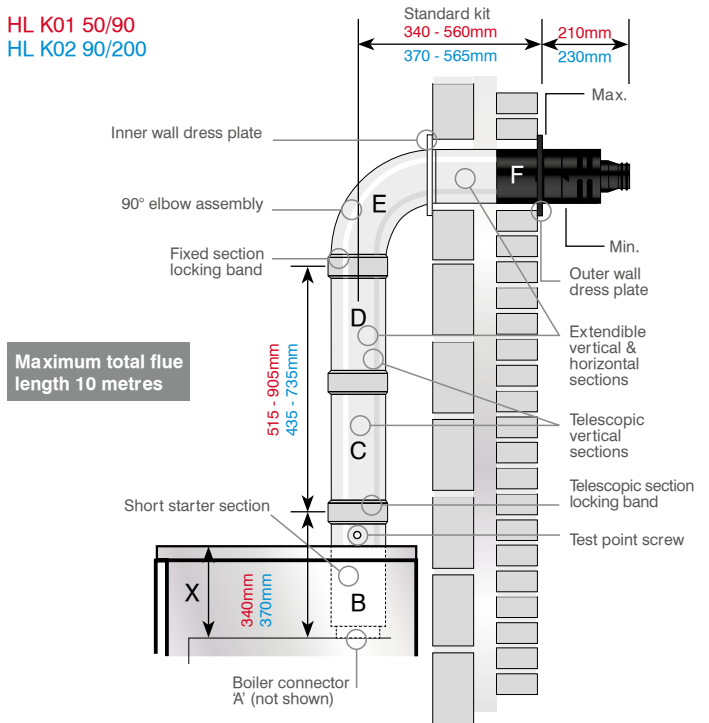 HL K01 50/90
HL K02 90/200
Standard kit
340 - 560mm
370 - 565mm
210mm
230mm
Max.
Inner wall dress plate
F
90° elbow assembly
E
Min.
Fixed section
locking band
Outer wall
dress plate
D
Maximum total flue
length 10 metres
515 - 905mm
435 - 735mm
Extendible
vertical &
horizontal
sections
C
Telescopic
vertical
sections
Short starter section
Telescopic section
locking band
Test point screw
X
340mm
370mm
B
Boiler connector
'A' (not shown)